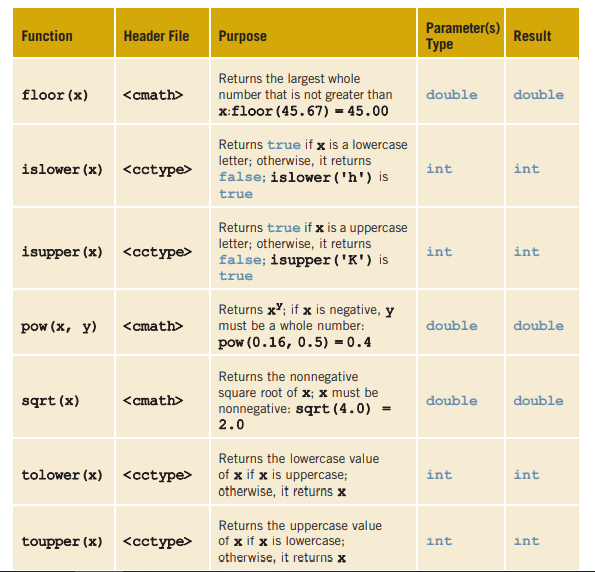 Function Header File Purpose Parameter(s) Type Result
floor(x) <cmath> Returns the largest whole
number that is not greater than
x:floor(45.67) = 45.00 double double
islower(x) <cctype> Returns true if x is a lowercase
letter; otherwise, it returns
false; islower('h') is
true int int
isupper(x) <cctype> Returns true if x is a uppercase
letter; otherwise, it returns
false; isupper('K') is
true int int
pow(x, y) <cmath> Returns xʸ; if x is negative, y
must be a whole number:
pow(0.16, 0.5) = 0.4 double double
sqrt(x) <cmath> Returns the nonnegative
square root of x; x must be
nonnegative: sqrt(4.0) =
2.0 double double
tolower(x) <cctype> Returns the lowercase value
of x if x is uppercase;
otherwise, it returns x int int
toupper(x) <cctype> Returns the uppercase value
of x if x is lowercase;
otherwise, it returns x int int